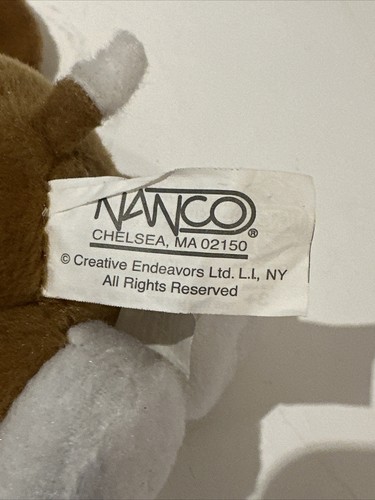 NANCO®
CHELSEA, MA 02150
© Creative Endeavors Ltd. L.I., NY
All Rights Reserved